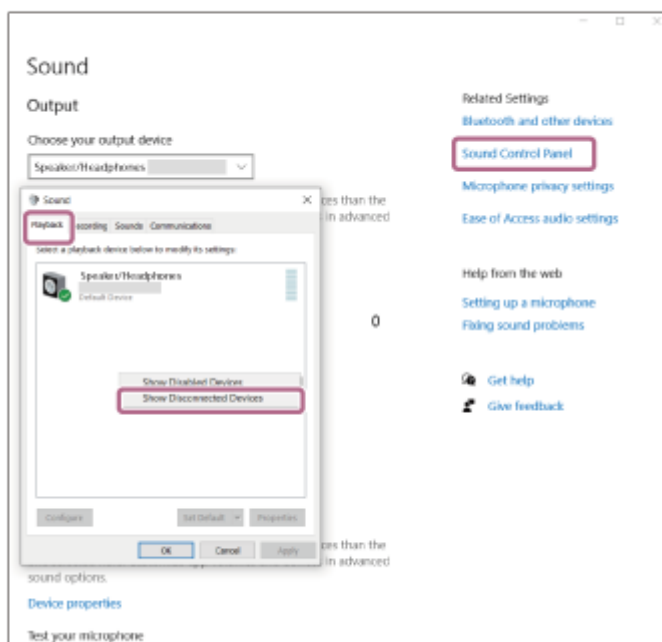 Sound
Output
Choose your output device
Speaker/Headphones
Sound
Playback
ecording
Sounds
Communications
Select a playback device below to modify its settings:
Speaker/Headphones
Default Device
Show Disabled Devices
Show Disconnected Devices
Configure
Set Default
Properties
OK
Cancel
Apply
ces than the
in advanced
0
ces than the
in advanced
sound options.
Device properties
Test your microphone
Related Settings
Bluetooth and other devices
Sound Control Panel
Microphone privacy settings
Ease of Access audio settings
Help from the web
Setting up a microphone
Fixing sound problems
Get help
Give feedback